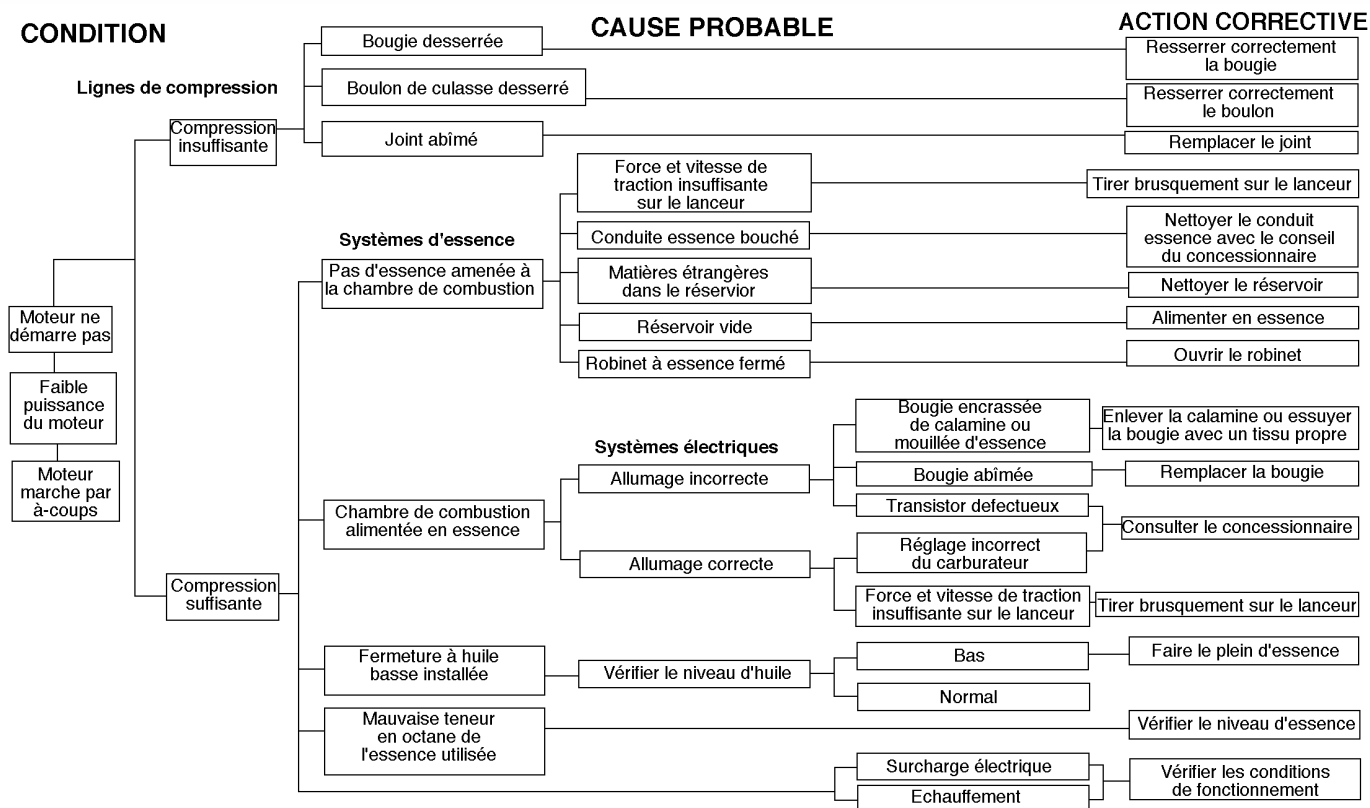 CONDITION
CAUSE PROBABLE
ACTION CORRECTIVE
Lignes de compression
Moteur ne
démarre pas
Faible
puissance
du moteur
Moteur
marche par
à-coups
Compression
insuffisante
Bougie desserrée
Resserrer correctement
la bougie
Boulon de culasse desserré
Resserrer correctement
le boulon
Joint abîmé
Remplacer le joint
Compression
suffisante
Systèmes d'essence
Pas d'essence amenée à
la chambre de combustion
Force et vitesse de
traction insuffisante
sur le lanceur
Tirer brusquement sur le lanceur
Conduite essence bouché
Nettoyer le conduit
essence avec le conseil
du concessionnaire
Matières étrangères
dans le réservior
Nettoyer le réservoir
Réservoir vide
Alimenter en essence
Robinet à essence fermé
Ouvrir le robinet
Chambre de combustion
alimentée en essence
Systèmes électriques
Allumage incorrecte
Bougie encrassée
de calamine ou
mouillée d'essence
Enlever la calamine ou essuyer
la bougie avec un tissu propre
Bougie abîmée
Remplacer la bougie
Transistor defectueux
Consulter le concessionnaire
Allumage correcte
Réglage incorrect
du carburateur
Force et vitesse de traction
insuffisante sur le lanceur
Tirer brusquement sur le lanceur
Fermeture à huile
basse installée
Vérifier le niveau d'huile
Bas
Faire le plein d'essence
Normal
Mauvaise teneur
en octane de
l'essence utilisée
Vérifier le niveau d'essence
Surcharge électrique
Echauffement
Vérifier les conditions
de fonctionnement